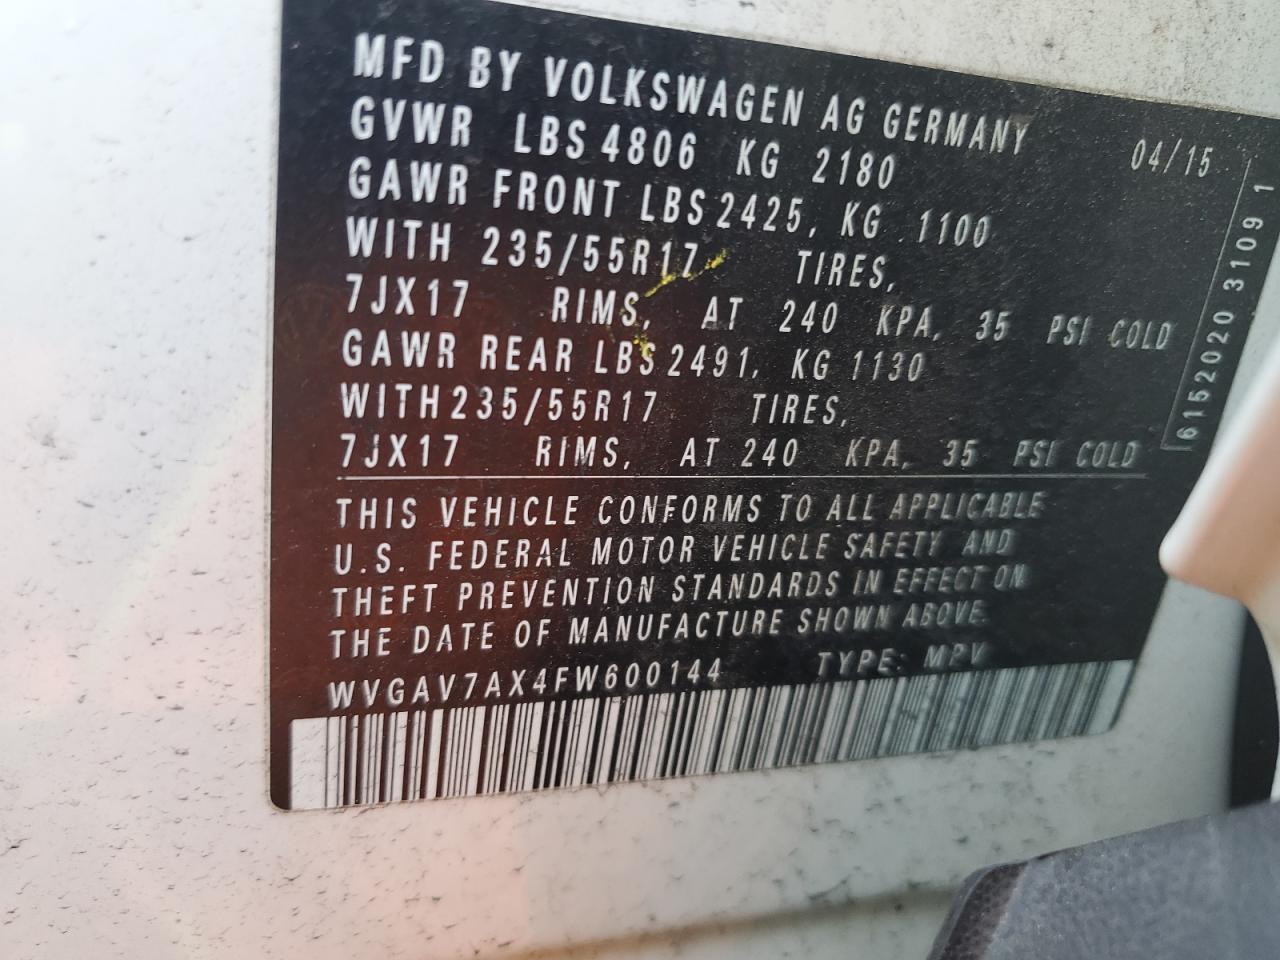 MFD BY VOLKSWAGEN AG GERMANY
GVWR LBS 4806 KG 2180 04/15
GAWR FRONT LBS 2425, KG 1100
WITH 235/55R17 TIRES,
7JX17 RIMS, AT 240 KPA, 35 PSI COLD
GAWR REAR LBS 2491, KG 1130
WITH 235/55R17 TIRES,
7JX17 RIMS, AT 240 KPA, 35 PSI COLD
THIS VEHICLE CONFORMS TO ALL APPLICABLE
U.S. FEDERAL MOTOR VEHICLE SAFETY AND
THEFT PREVENTION STANDARDS IN EFFECT ON
THE DATE OF MANUFACTURE SHOWN ABOVE.
WVGAV7AX4FW600144 TYPE: MPV
6152020 3109 1